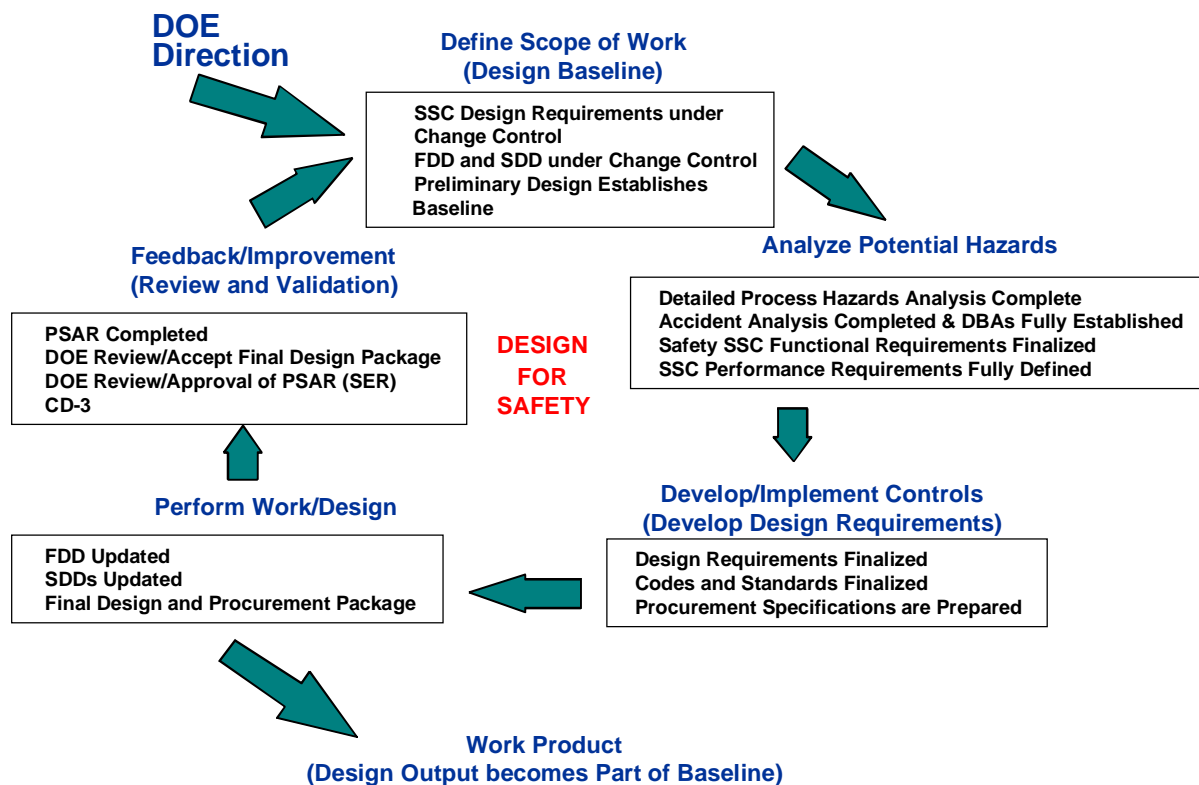 DOE
Direction
Define Scope of Work
(Design Baseline)
SSC Design Requirements under
Change Control
FDD and SDD under Change Control
Preliminary Design Establishes
Baseline
Analyze Potential Hazards
Detailed Process Hazards Analysis Complete
Accident Analysis Completed & DBAs Fully Established
Safety SSC Functional Requirements Finalized
SSC Performance Requirements Fully Defined
Develop/Implement Controls
(Develop Design Requirements)
Design Requirements Finalized
Codes and Standards Finalized
Procurement Specifications are Prepared
Perform Work/Design
FDD Updated
SDDs Updated
Final Design and Procurement Package
Feedback/Improvement
(Review and Validation)
PSAR Completed
DOE Review/Accept Final Design Package
DOE Review/Approval of PSAR (SER)
CD-3
DESIGN
FOR
SAFETY
Work Product
(Design Output becomes Part of Baseline)